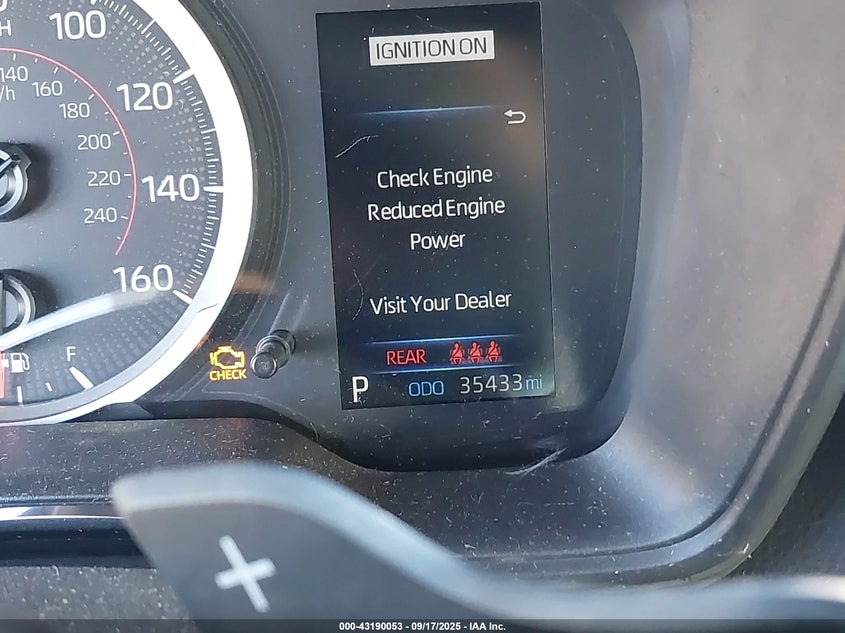 H
100
120
140
160
140
/h
160
180
200
220
240
F
CHECK
IGNITION ON
Check Engine
Reduced Engine
Power
Visit Your Dealer
REAR
P ODO 35433 mi
000-43190053 - 09/17/2025 - IAA Inc.